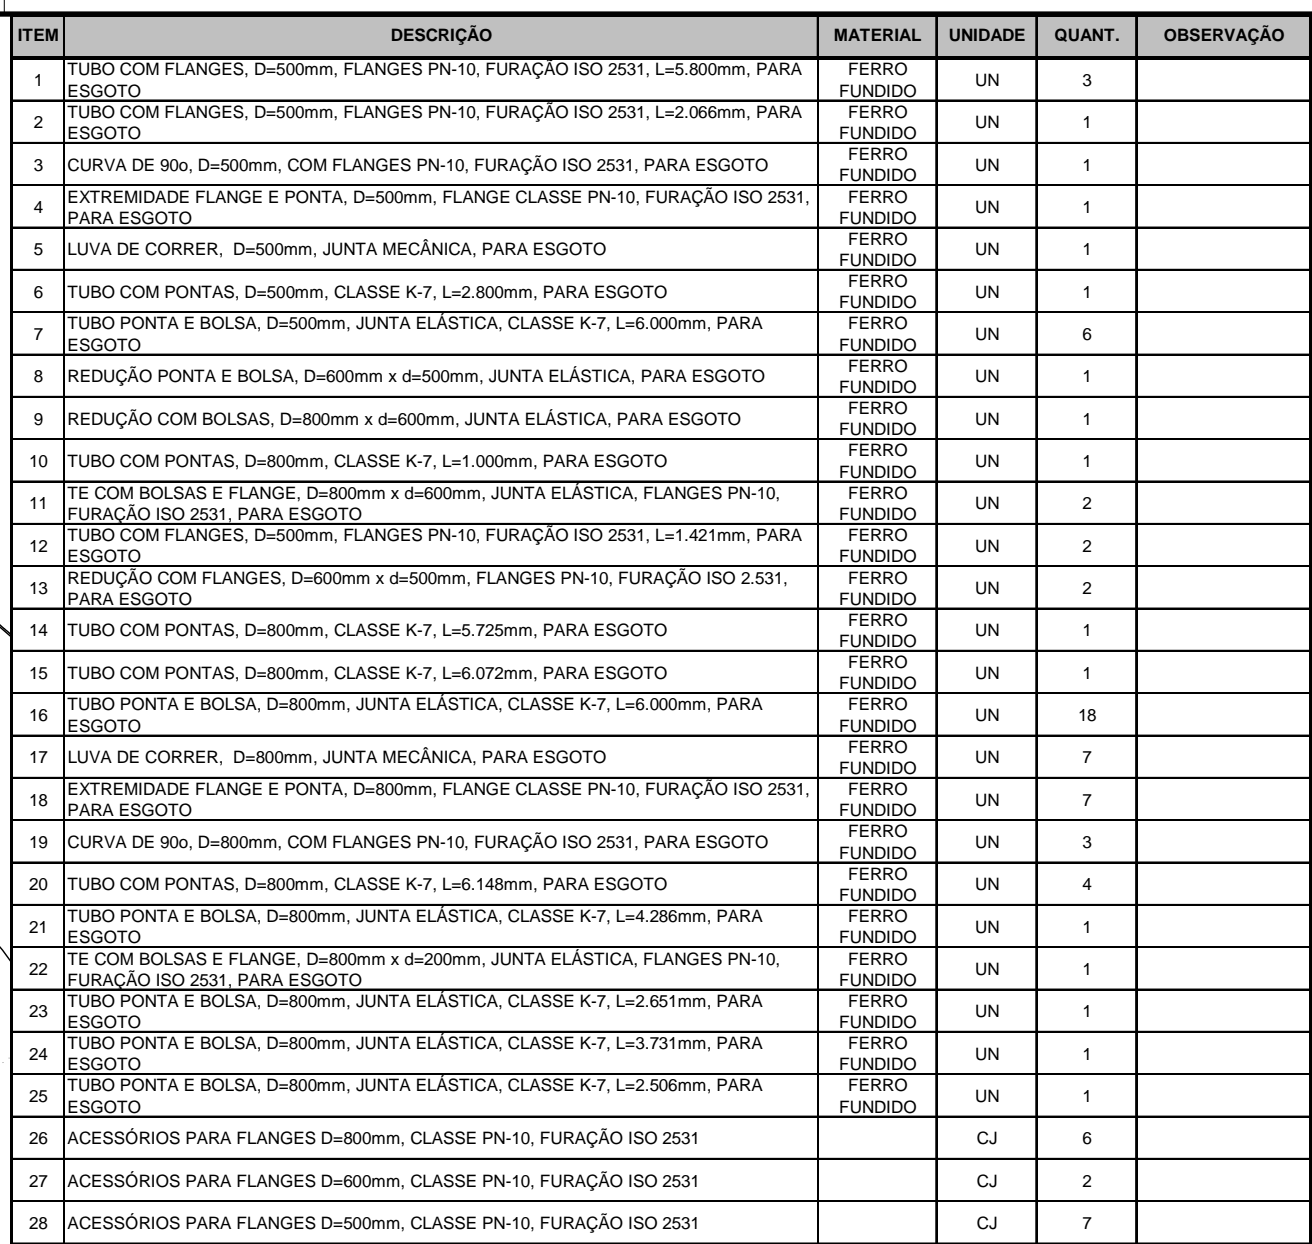 ITEM DESCRIÇÃO MATERIAL UNIDADE QUANT. OBSERVAÇÃO
1 TUBO COM FLANGES, D=500mm, FLANGES PN-10, FURAÇÃO ISO 2531, L=5.800mm, PARA
ESGOTO FERRO
FUNDIDO UN 3
2 TUBO COM FLANGES, D=500mm, FLANGES PN-10, FURAÇÃO ISO 2531, L=2.066mm, PARA
ESGOTO FERRO
FUNDIDO UN 1
3 CURVA DE 90o, D=500mm, COM FLANGES PN-10, FURAÇÃO ISO 2531, PARA ESGOTO FERRO
FUNDIDO UN 1
4 EXTREMIDADE FLANGE E PONTA, D=500mm, FLANGE CLASSE PN-10, FURAÇÃO ISO 2531,
PARA ESGOTO FERRO
FUNDIDO UN 1
5 LUVA DE CORRER, D=500mm, JUNTA MECÂNICA, PARA ESGOTO FERRO
FUNDIDO UN 1
6 TUBO COM PONTAS, D=500mm, CLASSE K-7, L=2.800mm, PARA ESGOTO FERRO
FUNDIDO UN 1
7 TUBO PONTA E BOLSA, D=500mm, JUNTA ELÁSTICA, CLASSE K-7, L=6.000mm, PARA
ESGOTO FERRO
FUNDIDO UN 6
8 REDUÇÃO PONTA E BOLSA, D=600mm x d=500mm, JUNTA ELÁSTICA, PARA ESGOTO FERRO
FUNDIDO UN 1
9 REDUÇÃO COM BOLSAS, D=800mm x d=600mm, JUNTA ELÁSTICA, PARA ESGOTO FERRO
FUNDIDO UN 1
10 TUBO COM PONTAS, D=800mm, CLASSE K-7, L=1.000mm, PARA ESGOTO FERRO
FUNDIDO UN 1
11 TE COM BOLSAS E FLANGE, D=800mm x d=600mm, JUNTA ELÁSTICA, FLANGES PN-10,
FURAÇÃO ISO 2531, PARA ESGOTO FERRO
FUNDIDO UN 2
12 TUBO COM FLANGES, D=500mm, FLANGES PN-10, FURAÇÃO ISO 2531, L=1.421mm, PARA
ESGOTO FERRO
FUNDIDO UN 2
13 REDUÇÃO COM FLANGES, D=600mm x d=500mm, FLANGES PN-10, FURAÇÃO ISO 2.531,
PARA ESGOTO FERRO
FUNDIDO UN 2
14 TUBO COM PONTAS, D=800mm, CLASSE K-7, L=5.725mm, PARA ESGOTO FERRO
FUNDIDO UN 1
15 TUBO COM PONTAS, D=800mm, CLASSE K-7, L=6.072mm, PARA ESGOTO FERRO
FUNDIDO UN 1
16 TUBO PONTA E BOLSA, D=800mm, JUNTA ELÁSTICA, CLASSE K-7, L=6.000mm, PARA
ESGOTO FERRO
FUNDIDO UN 18
17 LUVA DE CORRER, D=800mm, JUNTA MECÂNICA, PARA ESGOTO FERRO
FUNDIDO UN 7
18 EXTREMIDADE FLANGE E PONTA, D=800mm, FLANGE CLASSE PN-10, FURAÇÃO ISO 2531,
PARA ESGOTO FERRO
FUNDIDO UN 7
19 CURVA DE 90o, D=800mm, COM FLANGES PN-10, FURAÇÃO ISO 2531, PARA ESGOTO FERRO
FUNDIDO UN 3
20 TUBO COM PONTAS, D=800mm, CLASSE K-7, L=6.148mm, PARA ESGOTO FERRO
FUNDIDO UN 4
21 TUBO PONTA E BOLSA, D=800mm, JUNTA ELÁSTICA, CLASSE K-7, L=4.286mm, PARA
ESGOTO FERRO
FUNDIDO UN 1
22 TE COM BOLSAS E FLANGE, D=800mm x d=200mm, JUNTA ELÁSTICA, FLANGES PN-10,
FURAÇÃO ISO 2531, PARA ESGOTO FERRO
FUNDIDO UN 1
23 TUBO PONTA E BOLSA, D=800mm, JUNTA ELÁSTICA, CLASSE K-7, L=2.651mm, PARA
ESGOTO FERRO
FUNDIDO UN 1
24 TUBO PONTA E BOLSA, D=800mm, JUNTA ELÁSTICA, CLASSE K-7, L=3.731mm, PARA
ESGOTO FERRO
FUNDIDO UN 1
25 TUBO PONTA E BOLSA, D=800mm, JUNTA ELÁSTICA, CLASSE K-7, L=2.506mm, PARA
ESGOTO FERRO
FUNDIDO UN 1
26 ACESSÓRIOS PARA FLANGES D=800mm, CLASSE PN-10, FURAÇÃO ISO 2531 CJ 6
27 ACESSÓRIOS PARA FLANGES D=600mm, CLASSE PN-10, FURAÇÃO ISO 2531 CJ 2
28 ACESSÓRIOS PARA FLANGES D=500mm, CLASSE PN-10, FURAÇÃO ISO 2531 CJ 7